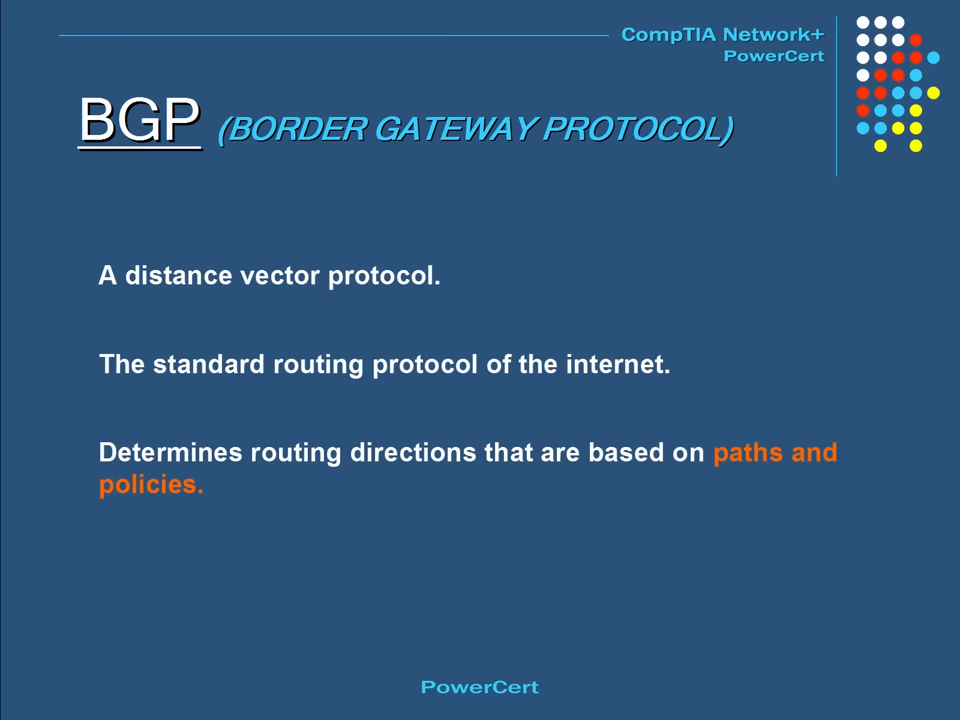 CompTIA Network+
PowerCert
BGP (BORDER GATEWAY PROTOCOL)
A distance vector protocol.
The standard routing protocol of the internet.
Determines routing directions that are based on paths and
policies.
PowerCert